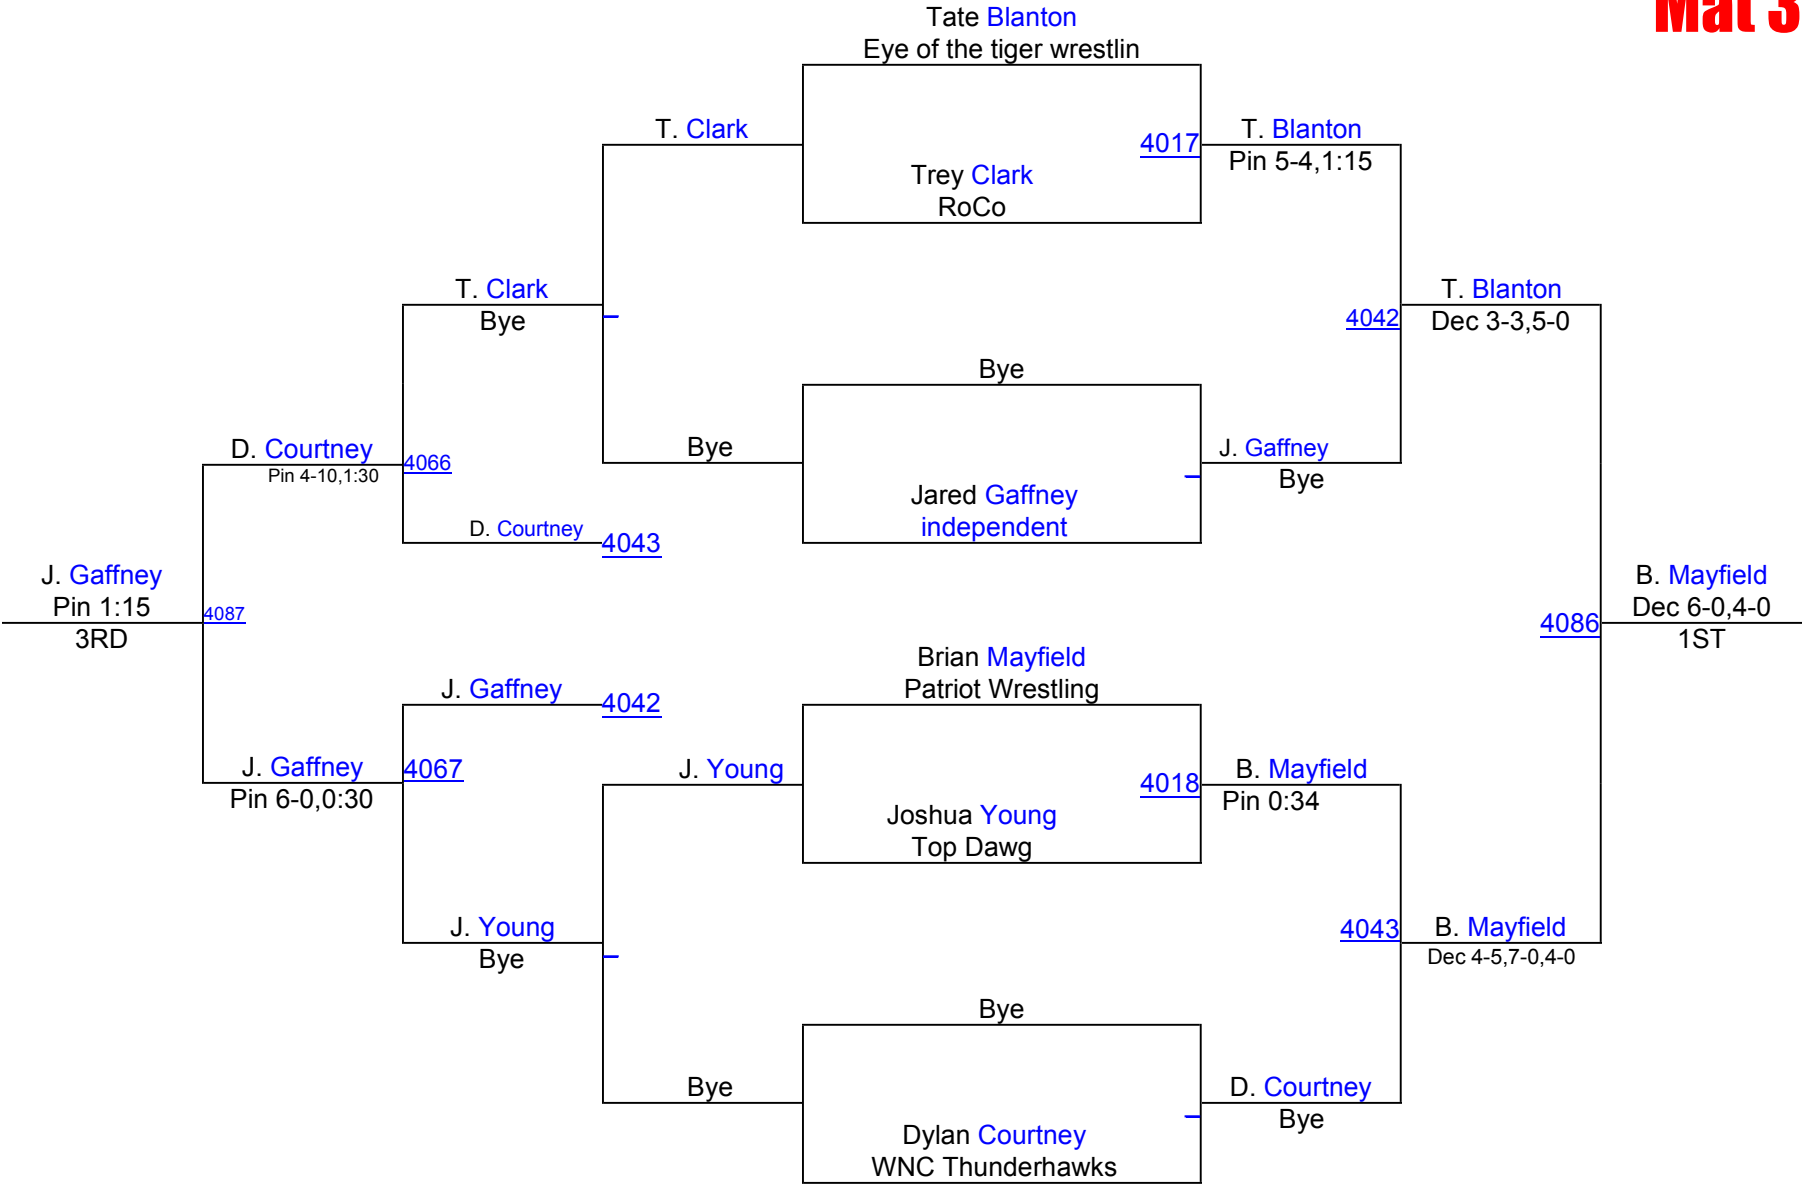 Mat 3
Tate Blanton
Eye of the tiger wrestlin
T. Clark
4017
T. Blanton
Pin 5-4,1:15
Trey Clark
RoCo
T. Clark
Bye
4042
T. Blanton
Dec 3-3,5-0
Bye
D. Courtney
Pin 4-10,1:30
4066
Bye
J. Gaffney
Bye
Jared Gaffney
independent
D. Courtney
4043
J. Gaffney
Pin 1:15
3RD
4087
4086
B. Mayfield
Dec 6-0,4-0
1ST
Brian Mayfield
Patriot Wrestling
J. Gaffney
4042
J. Gaffney
Pin 6-0,0:30
4067
J. Young
4018
B. Mayfield
Pin 0:34
Joshua Young
Top Dawg
J. Young
Bye
4043
B. Mayfield
Dec 4-5,7-0,4-0
Bye
Bye
D. Courtney
Bye
Dylan Courtney
WNC Thunderhawks